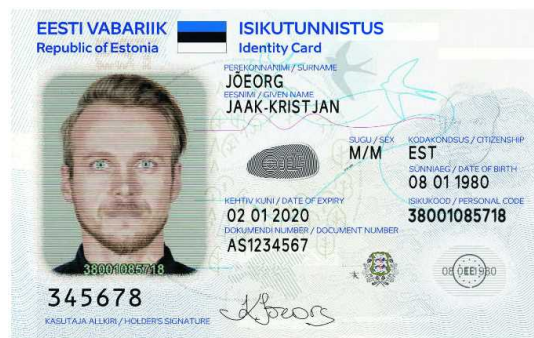 EESTI VABARIIK
Republic of Estonia
ISIKUTUNNISTUS
Identity Card
PEREKONNANIMI / SURNAME
JÕEORG
EESNIMI / GIVEN NAME
JAAK-KRISTJAN
SUGU / SEX
M/M
KODAKONDSUS / CITIZENSHIP
EST
SÜNNIAEG / DATE OF BIRTH
08 01 1980
KEHTIV KUNI / DATE OF EXPIRY
02 01 2020
ISIKUKOOD / PERSONAL CODE
38001085718
DOKUMENDI NUMBER / DOCUMENT NUMBER
AS1234567
38001085718
345678
KASUTAJA ALLKIRI / HOLDER'S SIGNATURE